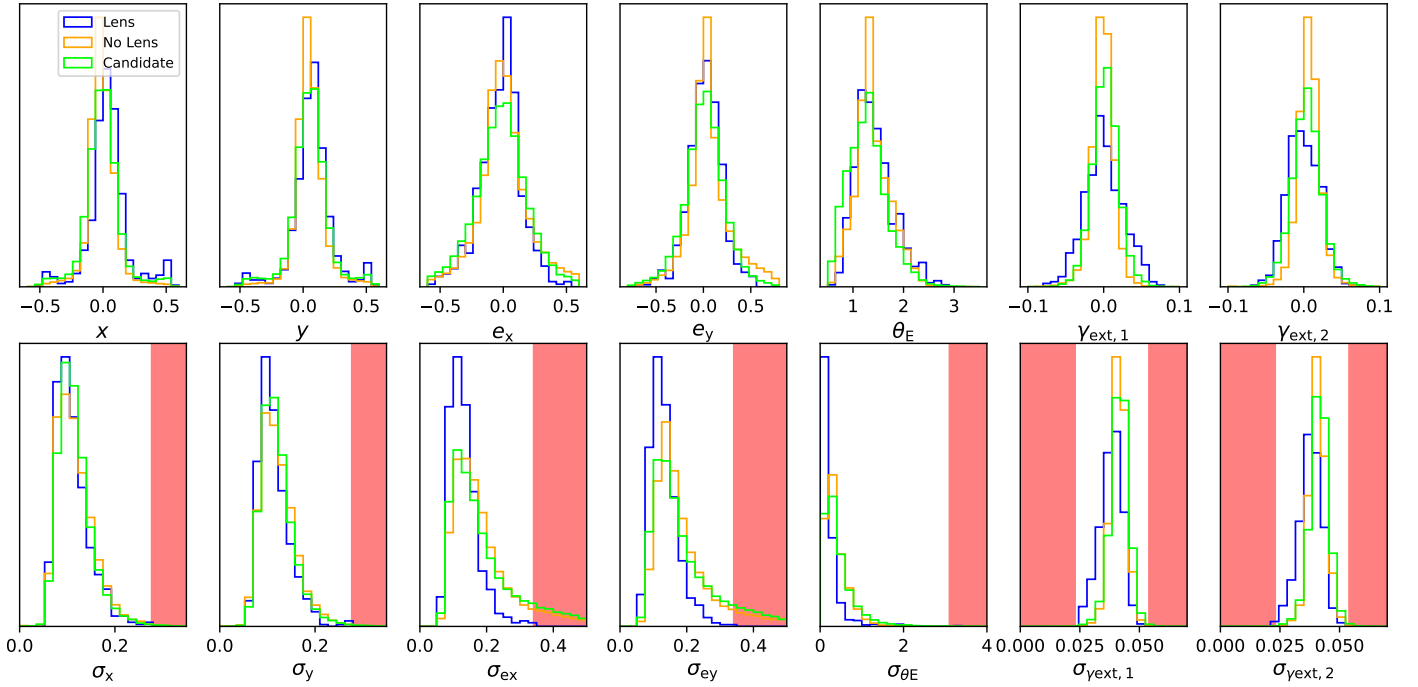 Lens
No Lens
Candidate
−0.5 0.0 0.5 −0.5 0.0 0.5 −0.5 0.0 0.5 −0.5 0.0 0.5 1 2 3 −0.1 0.0 0.1 −0.1 0.0 0.1
x y e_x e_y θ_E γ_ext, 1 γ_ext, 2
0.0 0.2 0.0 0.2 0.0 0.2 0.4 0.0 0.2 0.4 0 2 4 0.000 0.025 0.050 0.000 0.025 0.050
σ_x σ_y σ_ex σ_ey σ_θE σ_γext, 1 σ_γext, 2